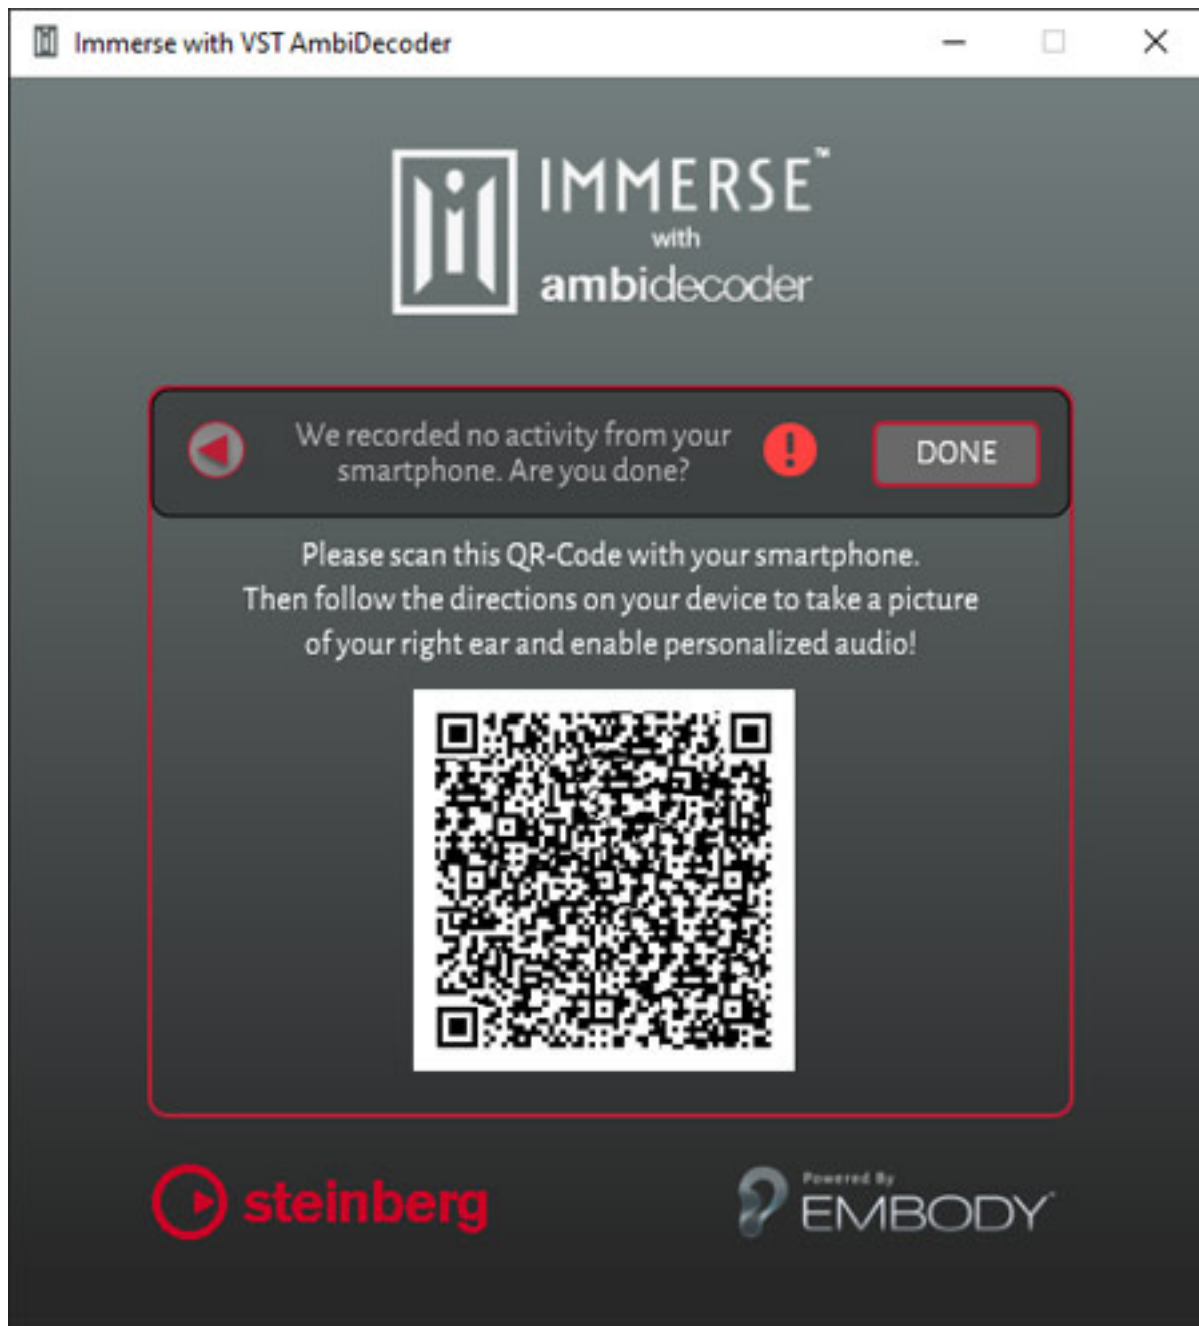 Immerse with VST AmbiDecoder
IMMERSE™
with
ambidecoder
We recorded no activity from your
smartphone. Are you done?
!
DONE
Please scan this QR-Code with your smartphone.
Then follow the directions on your device to take a picture
of your right ear and enable personalized audio!
steinberg
Powered By
EMBODY